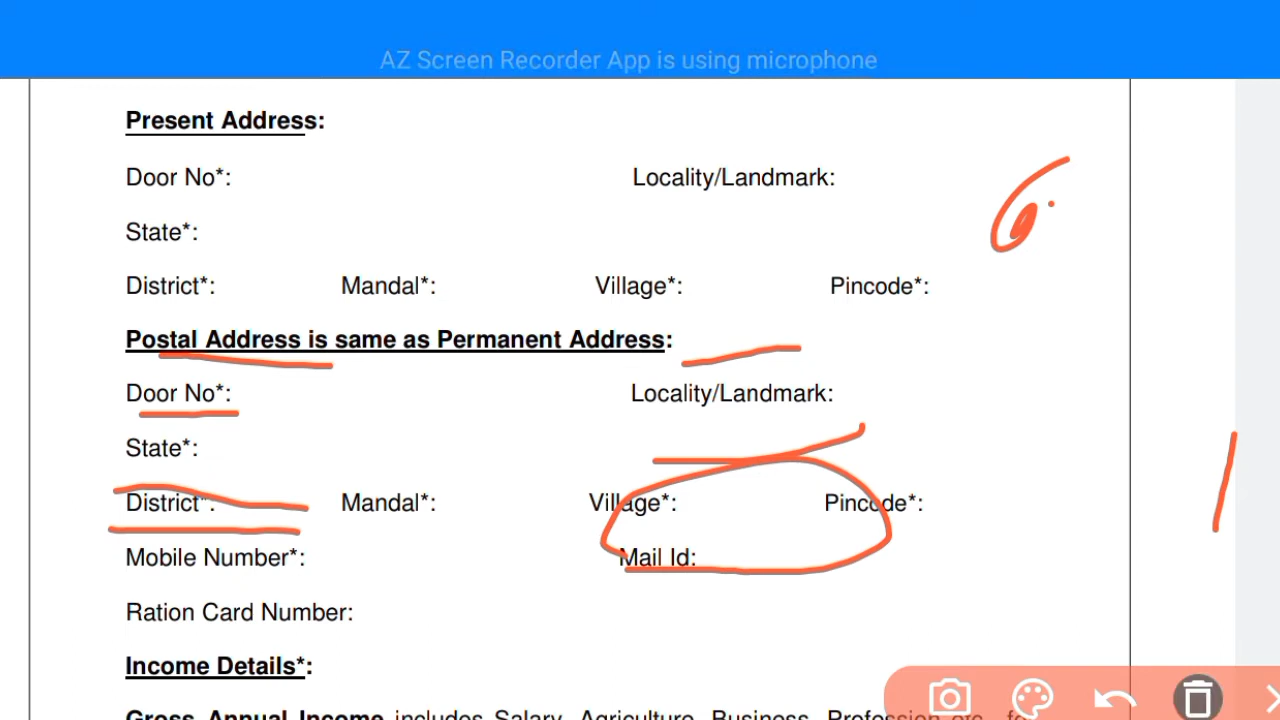 AZ Screen Recorder App is using microphone
Present Address:
Door No*: Locality/Landmark:
State*:
District*: Mandal*: Village*: Pincode*:
Postal Address is same as Permanent Address:
Door No*: Locality/Landmark:
State*:
District*: Mandal*: Village*: Pincode*:
Mobile Number*: Mail Id:
Ration Card Number:
Income Details*:
Gross Annual Income includes Salary, Agriculture, Business, Profession etc.